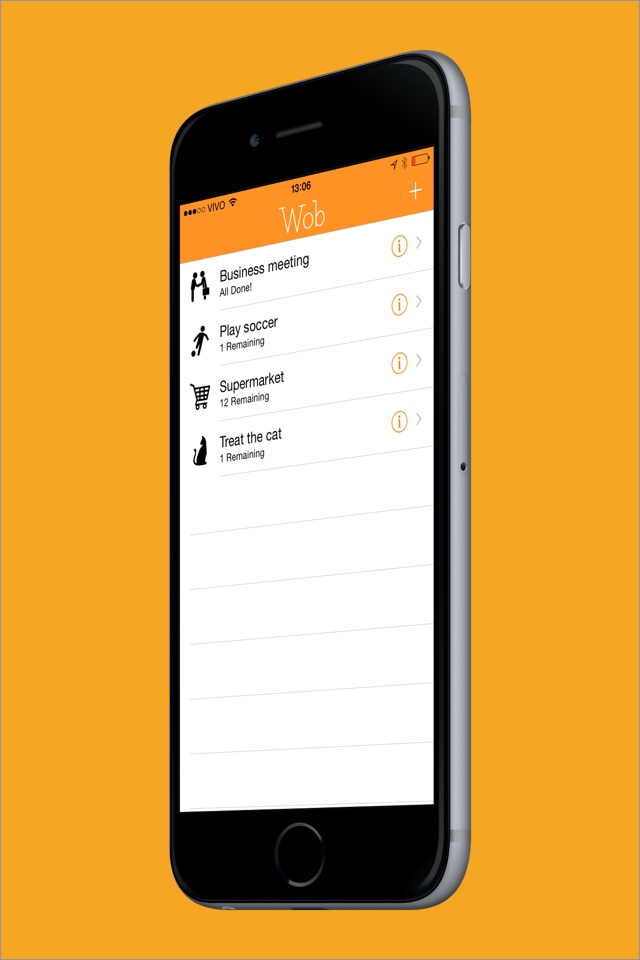 VIVO 13:06
Wob +
Business meeting
All Done!
Play soccer
1 Remaining
Supermarket
12 Remaining
Treat the cat
1 Remaining